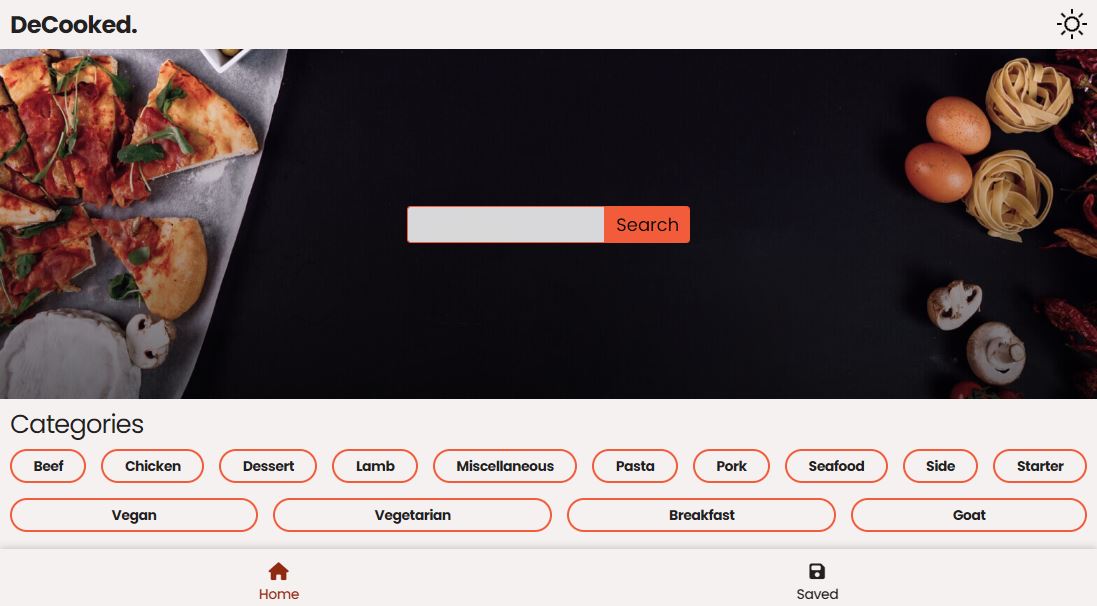 DeCooked.
Search
Categories
Beef Chicken Dessert Lamb Miscellaneous Pasta Pork Seafood Side Starter
Vegan Vegetarian Breakfast Goat
Home Saved